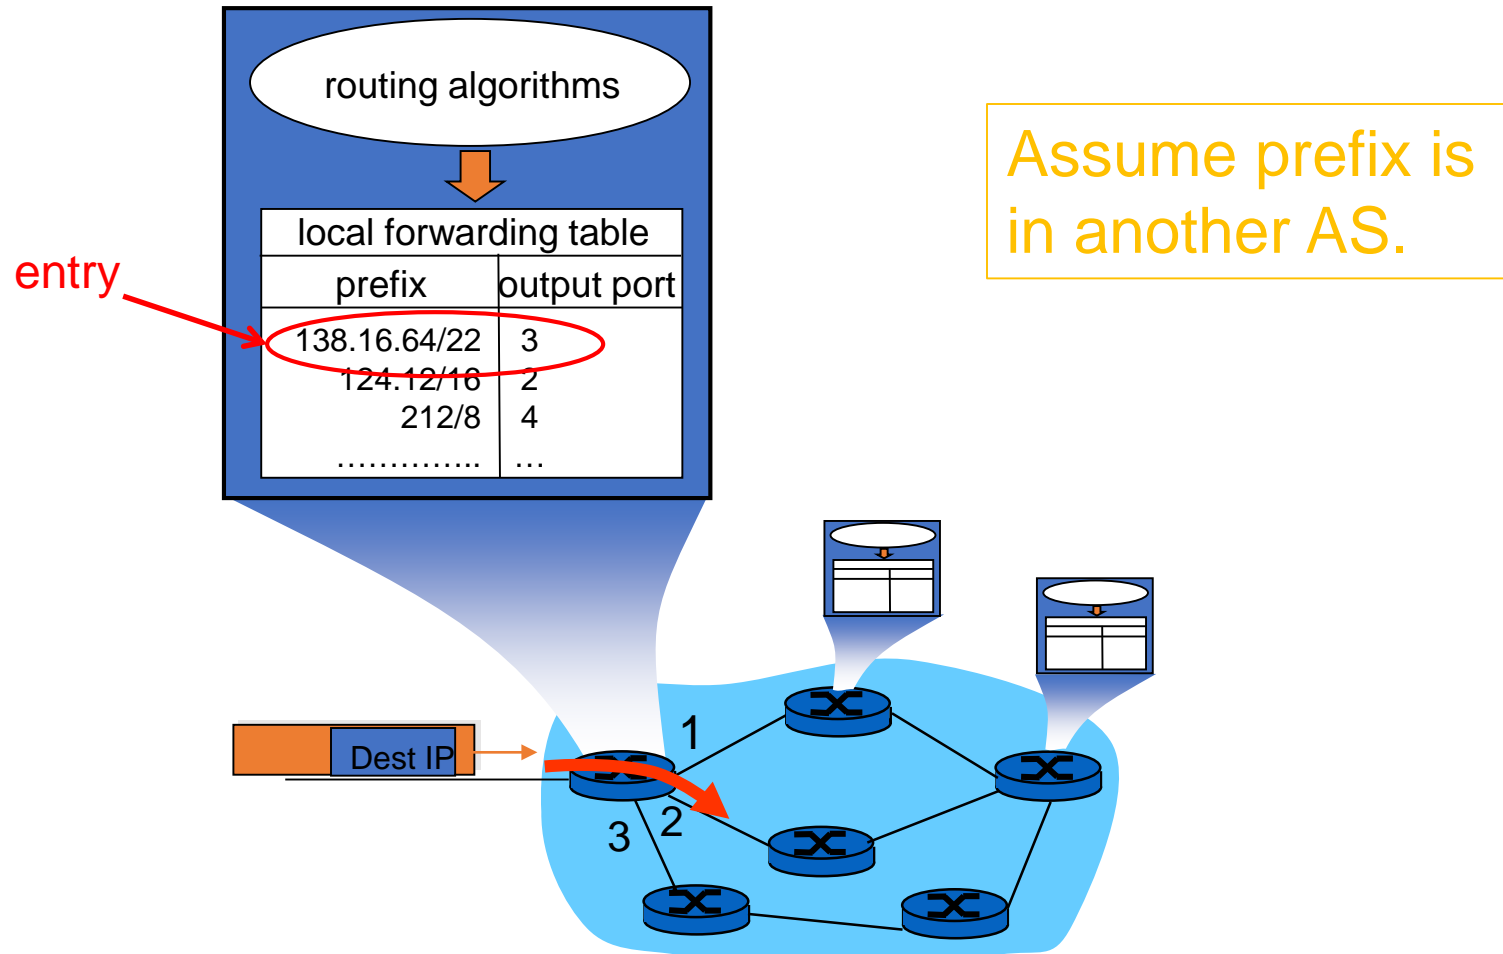 routing algorithms
Assume prefix is
in another AS.
local forwarding table
entry
prefix output port
138.16.64/22 3
124.12/16 2
212/8 4
………….. …
1
Dest IP
2
3